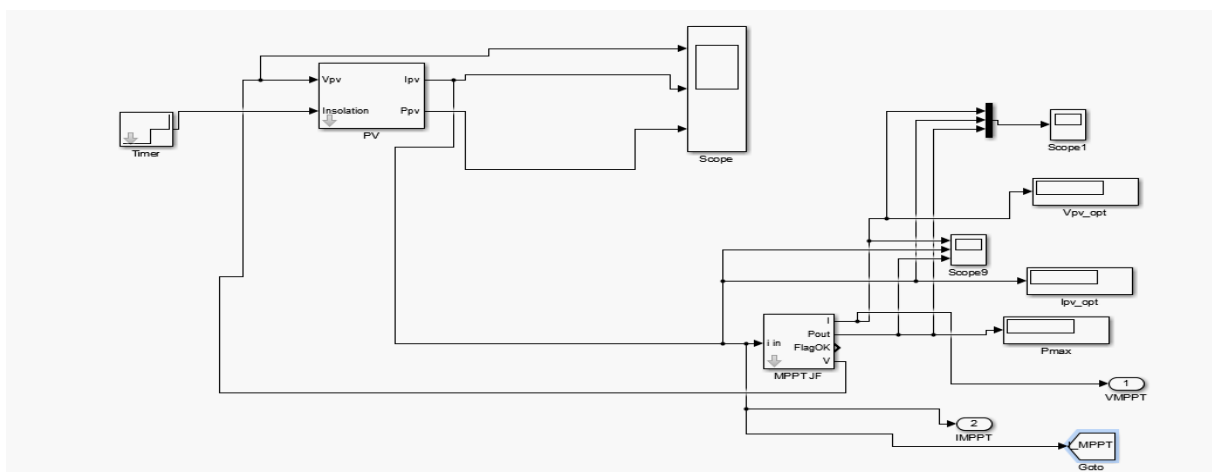 Vpv
Ipv
Insolation
Ppv
PV
Timer
Scope
Scope1
Vpv_opt
Scope9
Ipv_opt
I
Pout
i in
FlagOK
V
MPPT JF
Pmax
1
VMPPT
2
IMPPT
MPPT
Goto